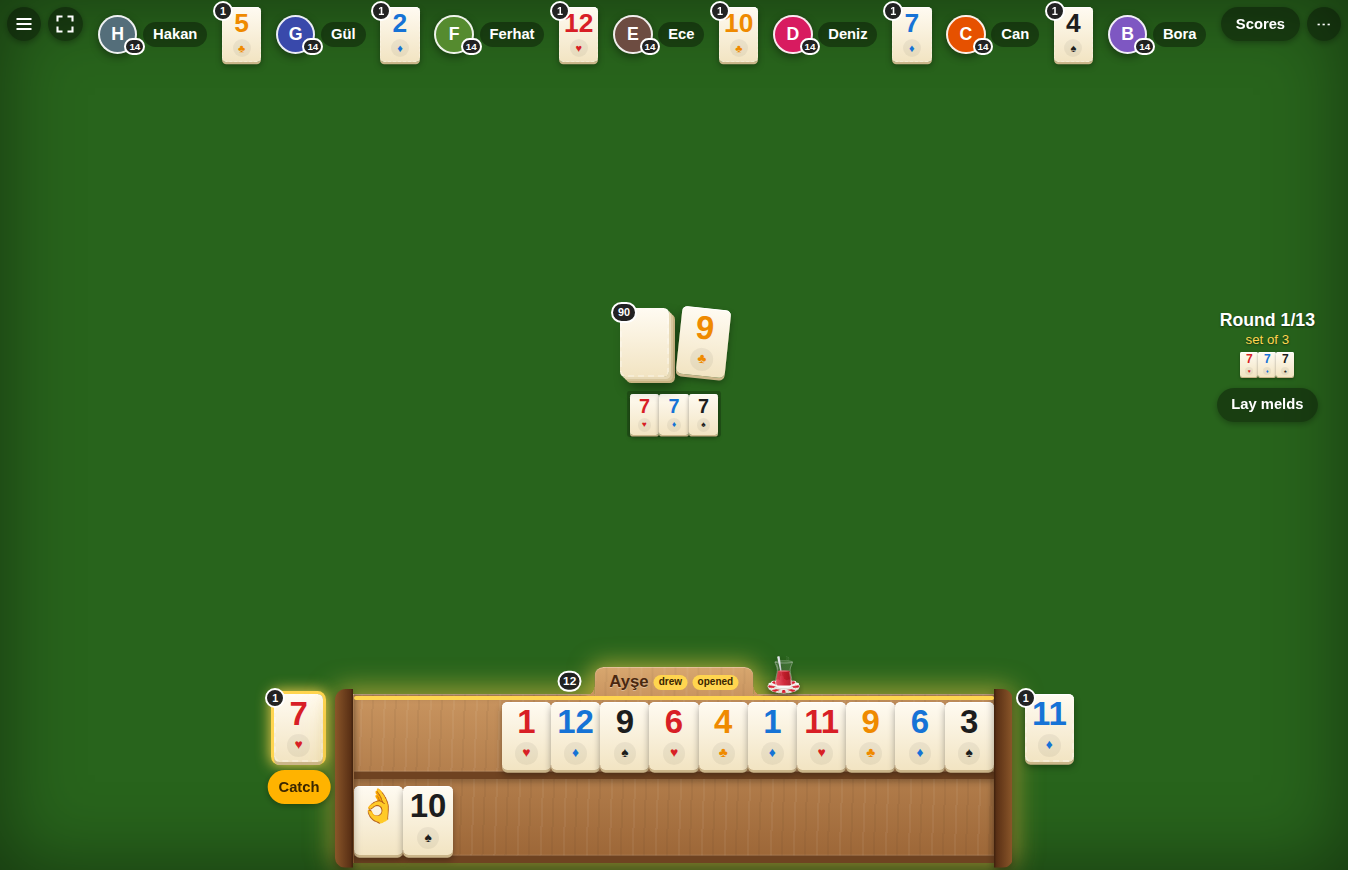 H 14 Hakan 1 5 G 14 Gül 1 2 F 14 Ferhat 1 12 E 14 Ece 1 10 D 14 Deniz 1 7 C 14 Can 1 4 B 14 Bora Scores ...
90 9
7 7 7
Round 1/13
set of 3
7 7 7
Lay melds
12 Ayşe drew opened
1 7 1 12 9 6 4 1 11 9 6 3 1 11
Catch
10